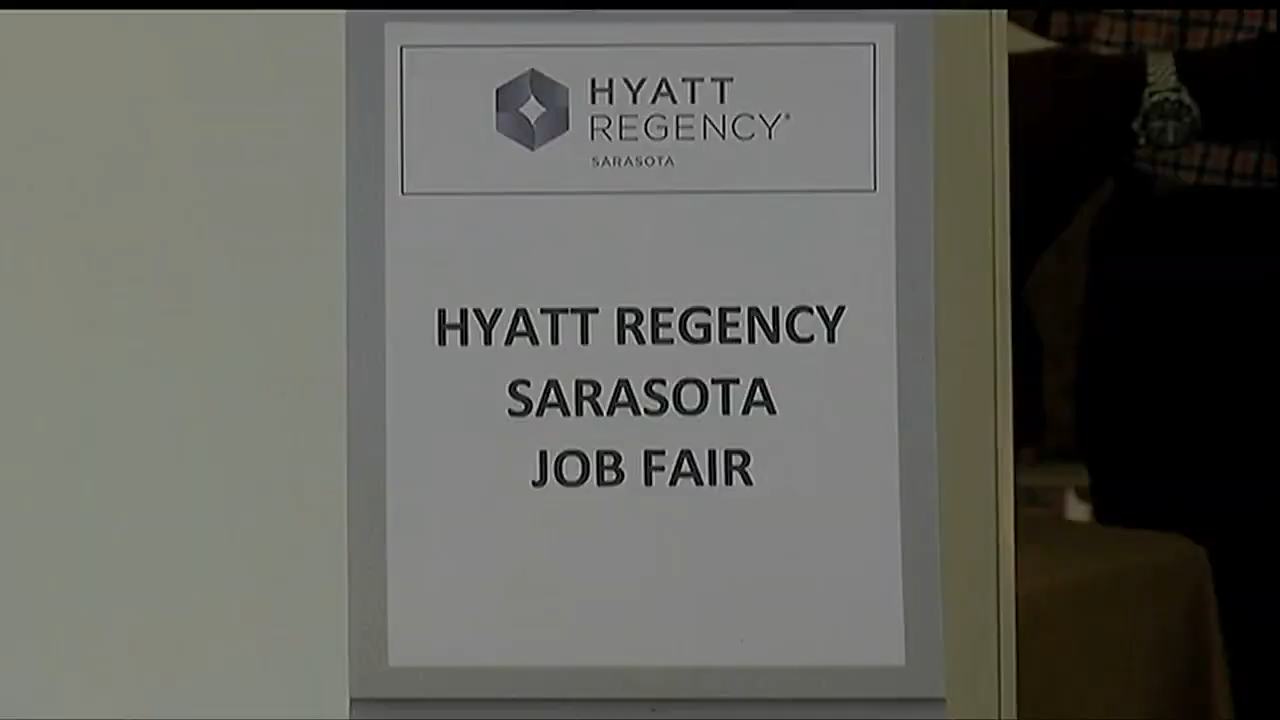 HYATT
REGENCY®
SARASOTA
HYATT REGENCY
SARASOTA
JOB FAIR